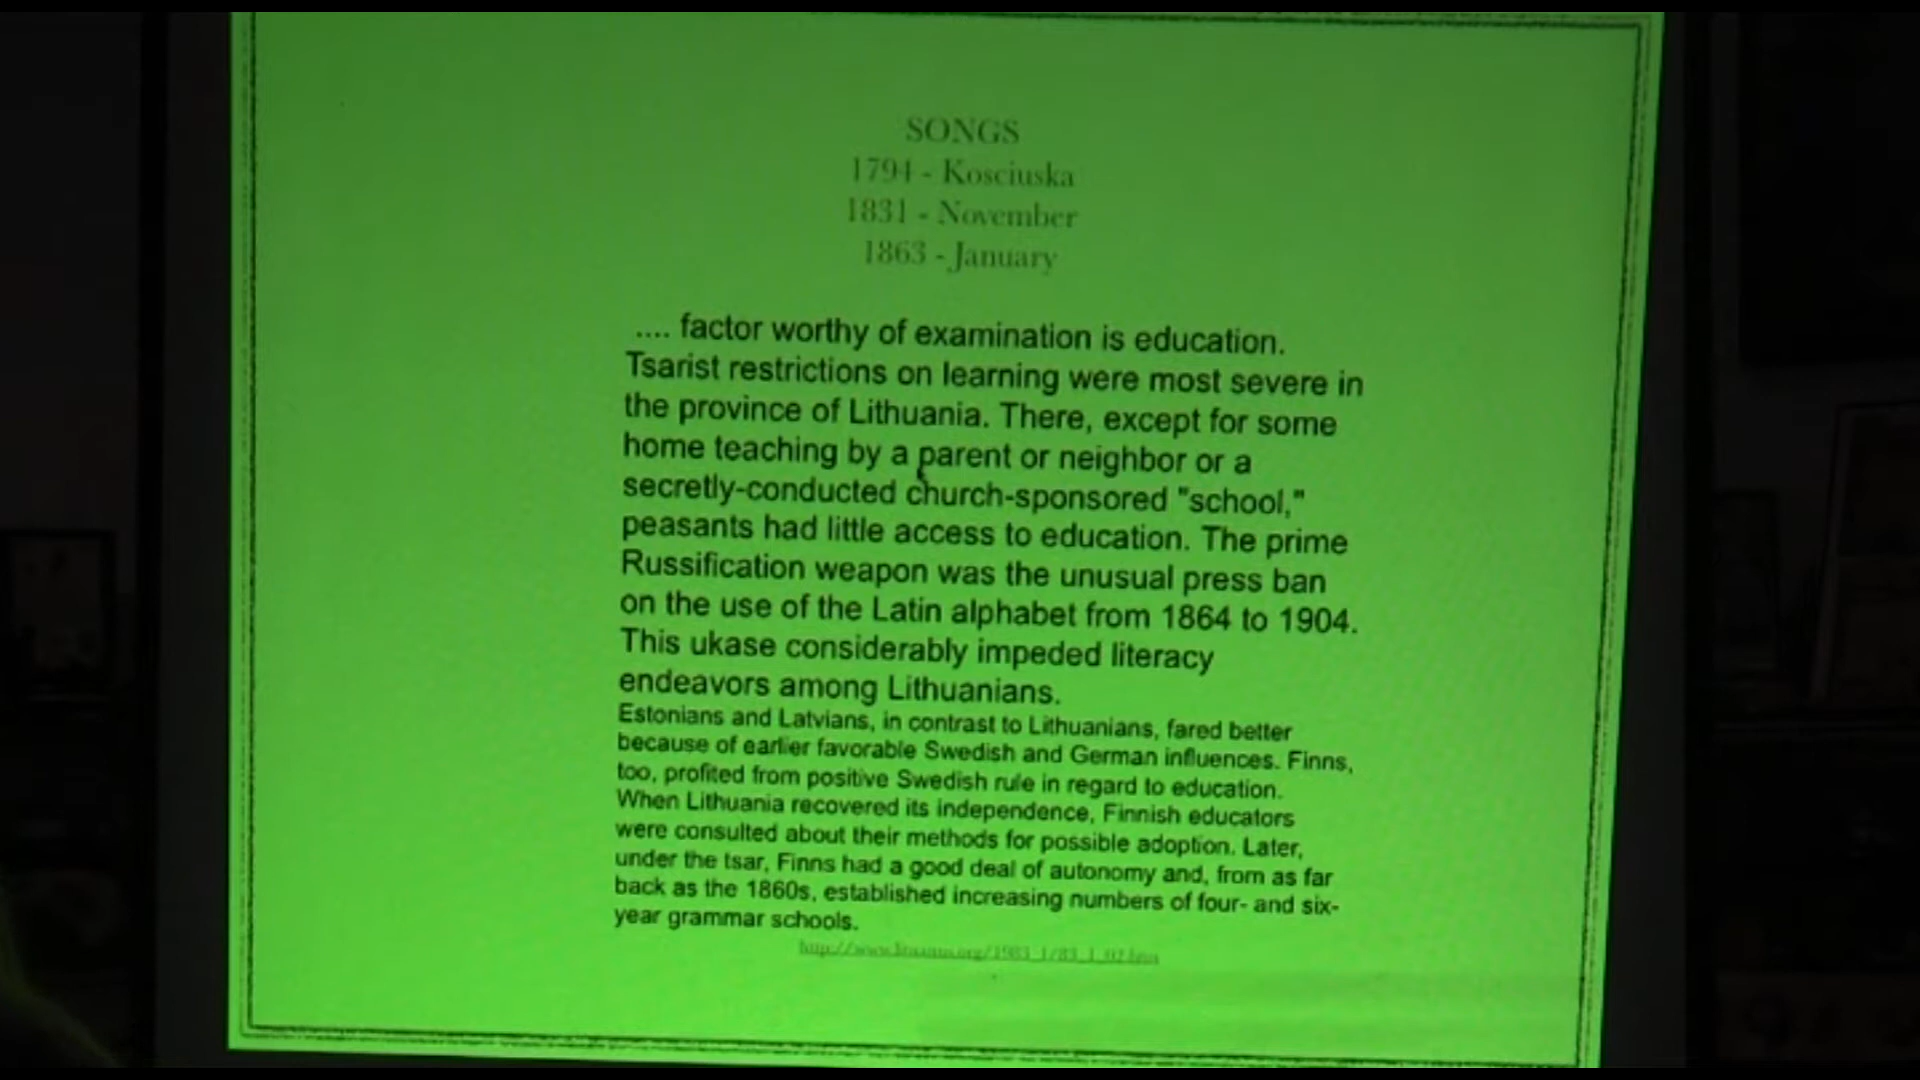 SONGS
1794 - Kosciuska
1831 - November
1863 - January
.... factor worthy of examination is education.
Tsarist restrictions on learning were most severe in
the province of Lithuania. There, except for some
home teaching by a parent or neighbor or a
secretly-conducted church-sponsored "school,"
peasants had little access to education. The prime
Russification weapon was the unusual press ban
on the use of the Latin alphabet from 1864 to 1904.
This ukase considerably impeded literacy
endeavors among Lithuanians.
Estonians and Latvians, in contrast to Lithuanians, fared better
because of earlier favorable Swedish and German influences. Finns,
too, profited from positive Swedish rule in regard to education.
When Lithuania recovered its independence, Finnish educators
were consulted about their methods for possible adoption. Later,
under the tsar, Finns had a good deal of autonomy and, from as far
back as the 1860s, established increasing numbers of four- and six-
year grammar schools.